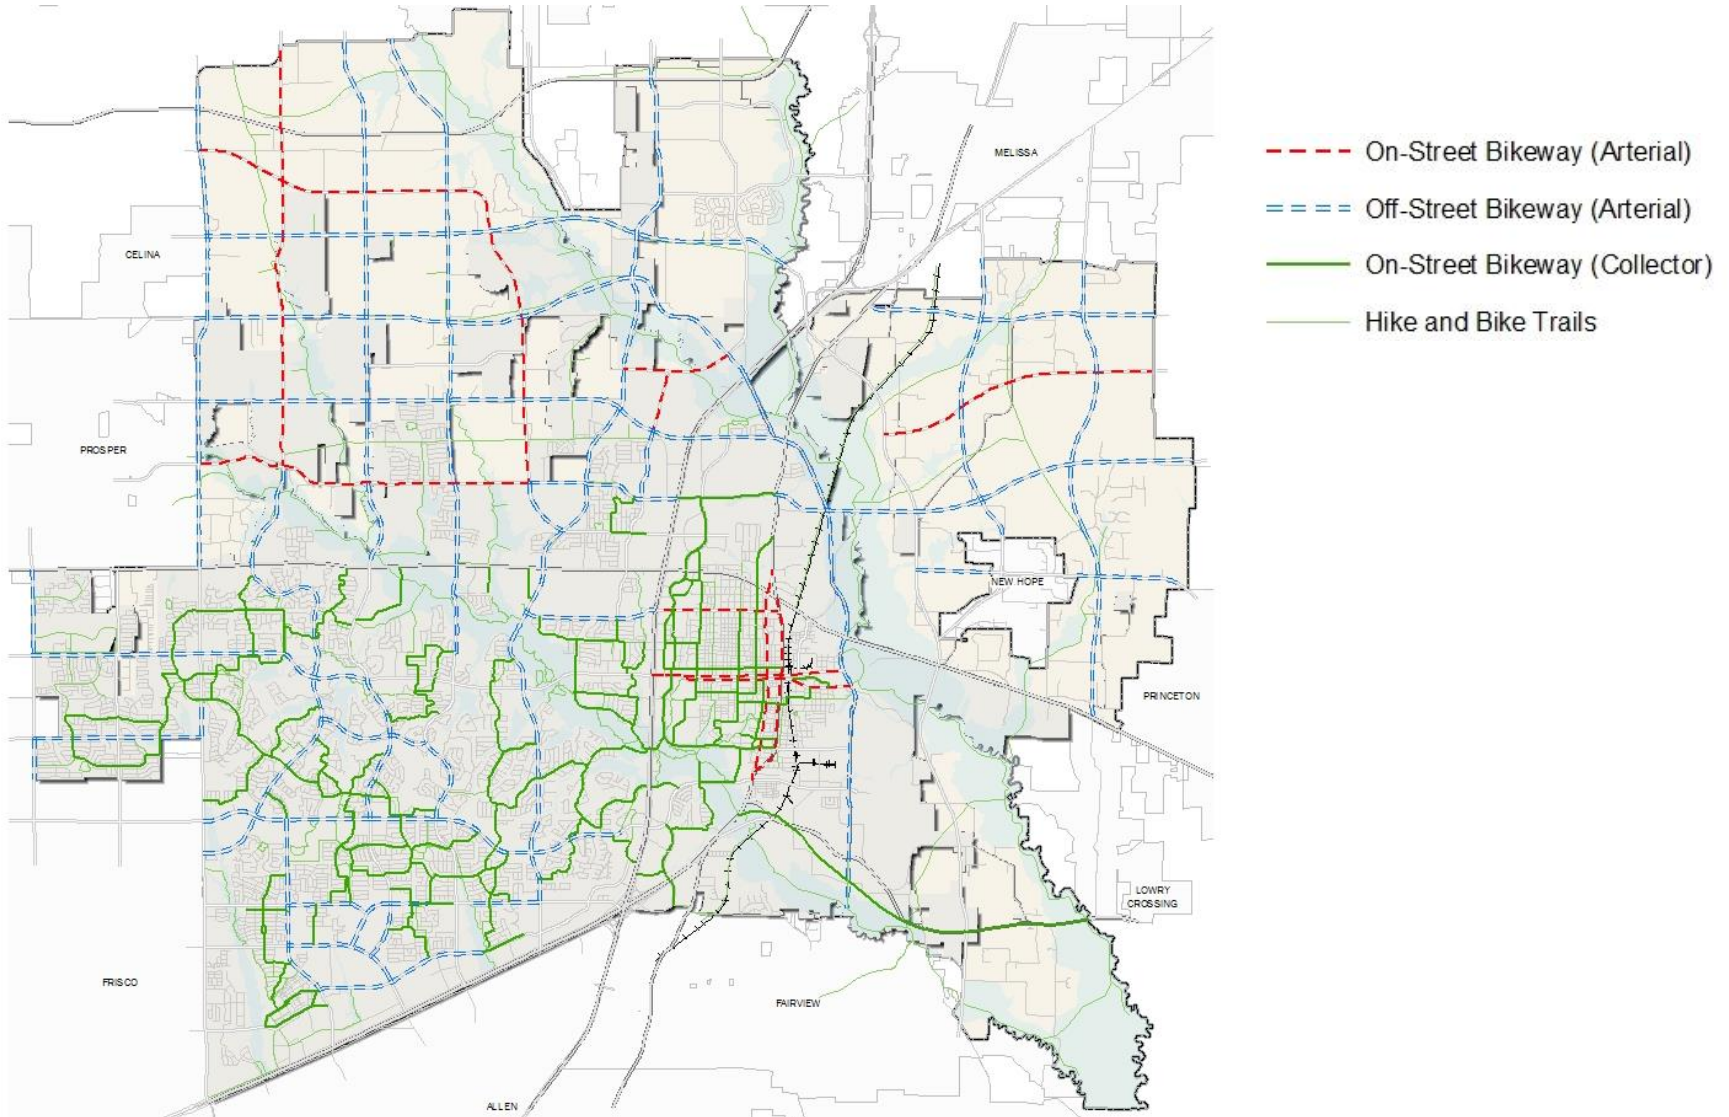 MELISSA
On-Street Bikeway (Arterial)
Off-Street Bikeway (Arterial)
CELINA
On-Street Bikeway (Collector)
Hike and Bike Trails
PROSPER
NEW HOPE
PRINCETON
LOWRY
CROSSING
FRISCO
FAIRVIEW
ALLEN